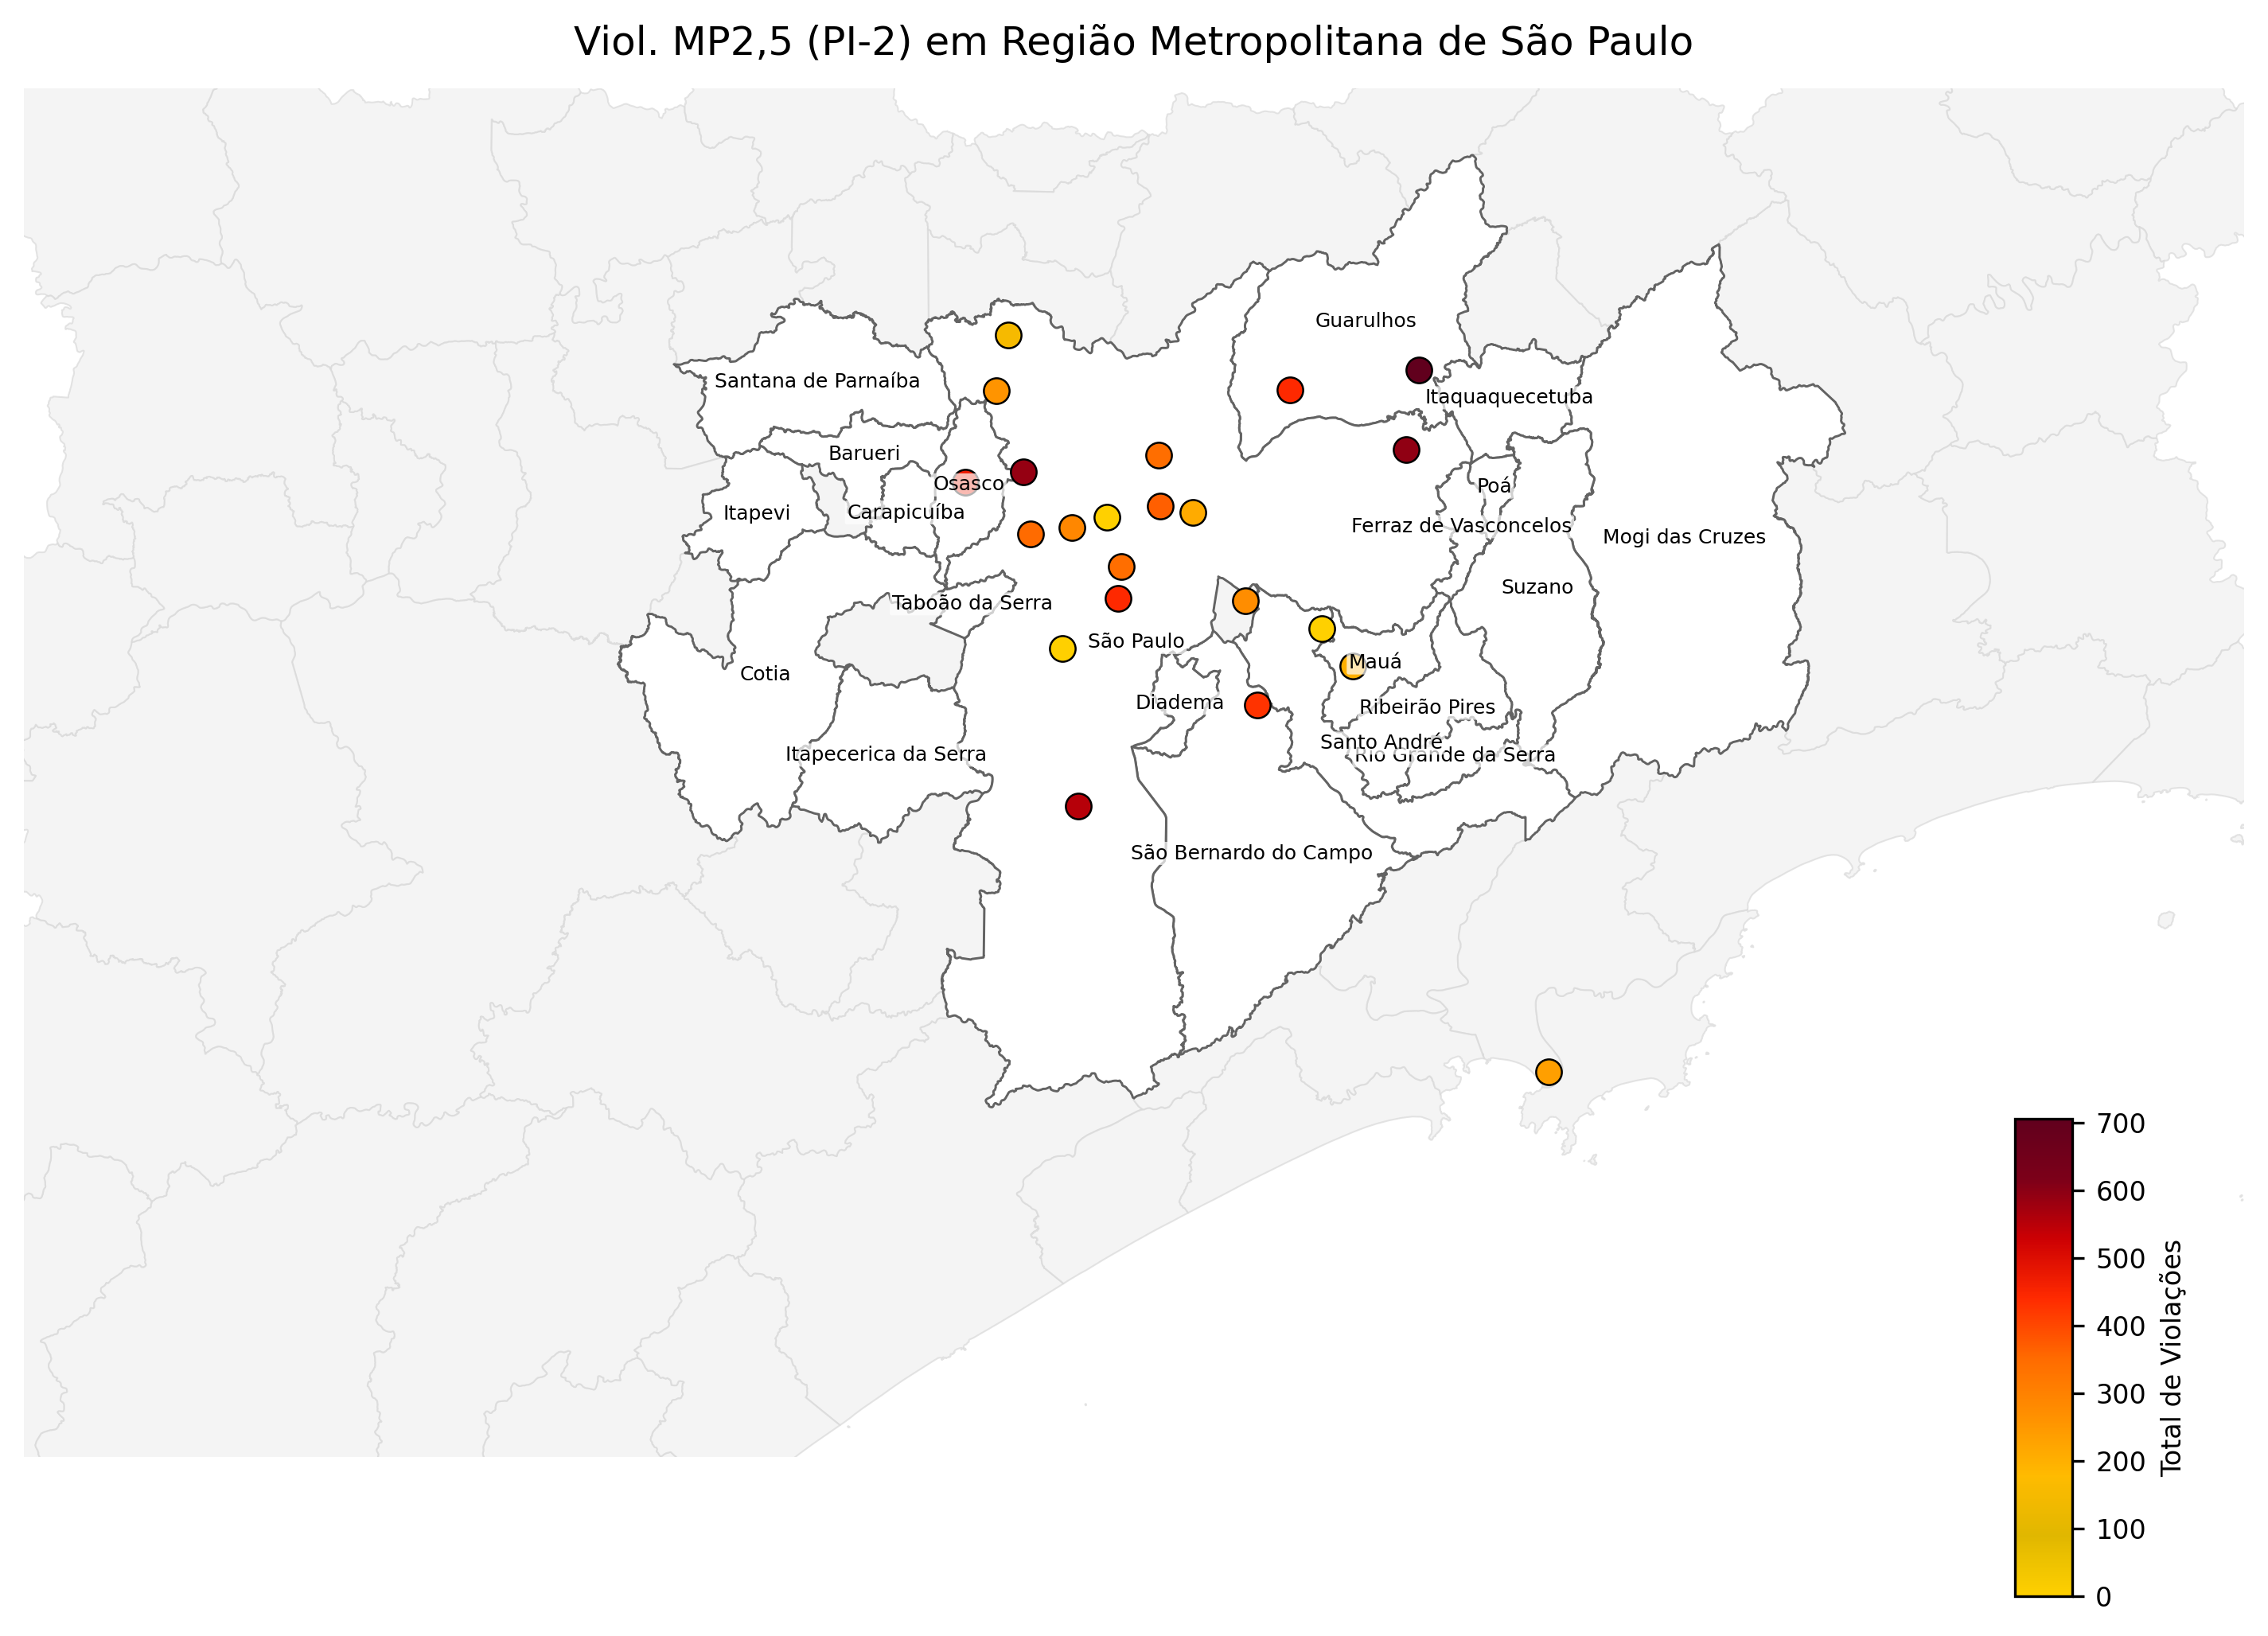 Viol. MP2,5 (PI-2) em Região Metropolitana de São Paulo
Guarulhos
Santana de Parnaíba
Itaquaquecetuba
Barueri
Osasco
Poá
Itapevi
Carapicuíba
Ferraz de Vasconcelos
Mogi das Cruzes
Suzano
Taboão da Serra
São Paulo
Mauá
Cotia
Diadema
Ribeirão Pires
Santo André
Itapecerica da Serra
Rio Grande da Serra
São Bernardo do Campo
700
600
500
400
300
200
100
0
Total de Violações